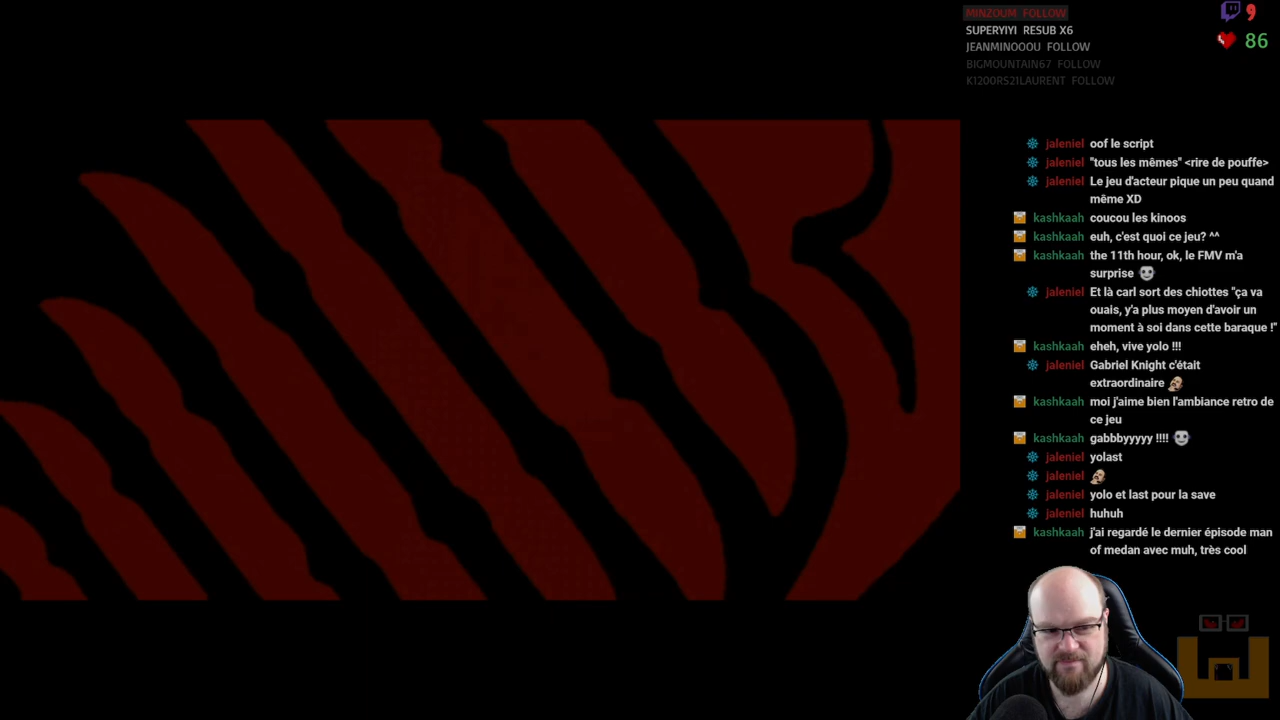 MINZOUM FOLLOW
SUPERYIYI RESUB X6
JEANMINOOOU FOLLOW
BIGMOUNTAIN67 FOLLOW
K1200RS21LAURENT FOLLOW
9
86
jaleniel oof le script
jaleniel "tous les mêmes" <rire de pouffe>
jaleniel Le jeu d'acteur pique un peu quand
même XD
kashkaah coucou les kinoos
kashkaah euh, c'est quoi ce jeu? ^^
kashkaah the 11th hour, ok, le FMV m'a
surprise
jaleniel Et là carl sort des chiottes "ça va
ouais, y'a plus moyen d'avoir un
moment à soi dans cette baraque !"
kashkaah eheh, vive yolo !!!
jaleniel Gabriel Knight c'était
extraordinaire
kashkaah moi j'aime bien l'ambiance retro de
ce jeu
kashkaah gabbbyyyyy !!!!
jaleniel yolast
jaleniel
jaleniel yolo et last pour la save
jaleniel huhuh
kashkaah j'ai regardé le dernier épisode man
of medan avec muh, très cool